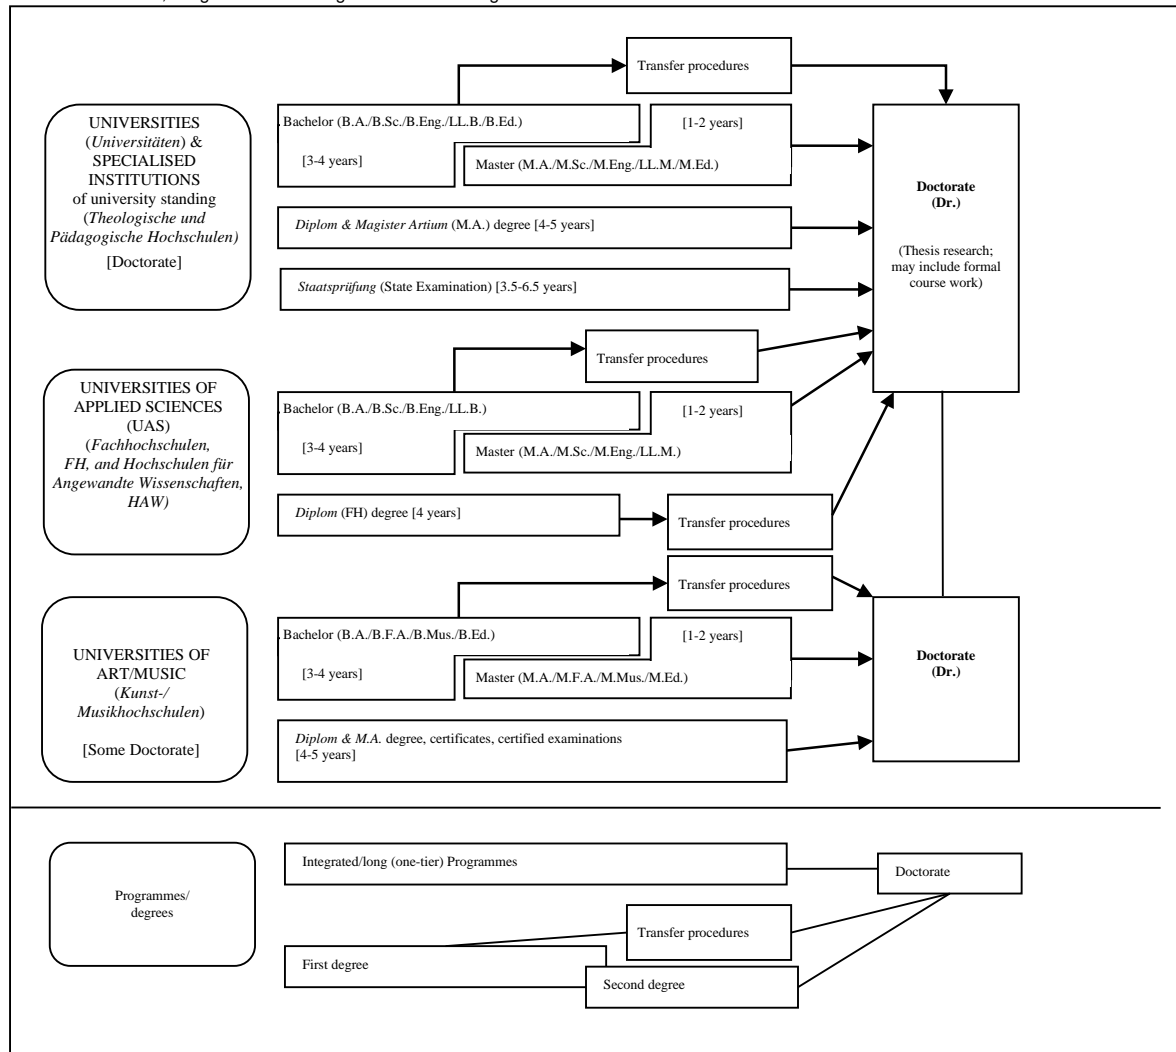 Transfer procedures
UNIVERSITIES
(Universitäten) &
SPECIALISED
INSTITUTIONS
of university standing
(Theologische und
Pädagogische Hochschulen)
[Doctorate]
Bachelor (B.A./B.Sc./B.Eng./LL.B./B.Ed.)
[1-2 years]
[3-4 years]
Master (M.A./M.Sc./M.Eng./LL.M./M.Ed.)
Diplom & Magister Artium (M.A.) degree [4-5 years]
Staatsprüfung (State Examination) [3.5-6.5 years]
Doctorate
(Dr.)
(Thesis research;
may include formal
course work)
Transfer procedures
UNIVERSITIES OF
APPLIED SCIENCES
(UAS)
(Fachhochschulen,
FH, and Hochschulen für
Angewandte Wissenschaften,
HAW)
Bachelor (B.A./B.Sc./B.Eng./LL.B.)
[1-2 years]
[3-4 years]
Master (M.A./M.Sc./M.Eng./LL.M.)
Diplom (FH) degree [4 years]
Transfer procedures
Transfer procedures
UNIVERSITIES OF
ART/MUSIC
(Kunst-/
Musikhochschulen)
[Some Doctorate]
Bachelor (B.A./B.F.A./B.Mus./B.Ed.)
[1-2 years]
[3-4 years]
Master (M.A./M.F.A./M.Mus./M.Ed.)
Diplom & M.A. degree, certificates, certified examinations
[4-5 years]
Doctorate
(Dr.)
Programmes/
degrees
Integrated/long (one-tier) Programmes
Doctorate
Transfer procedures
First degree
Second degree